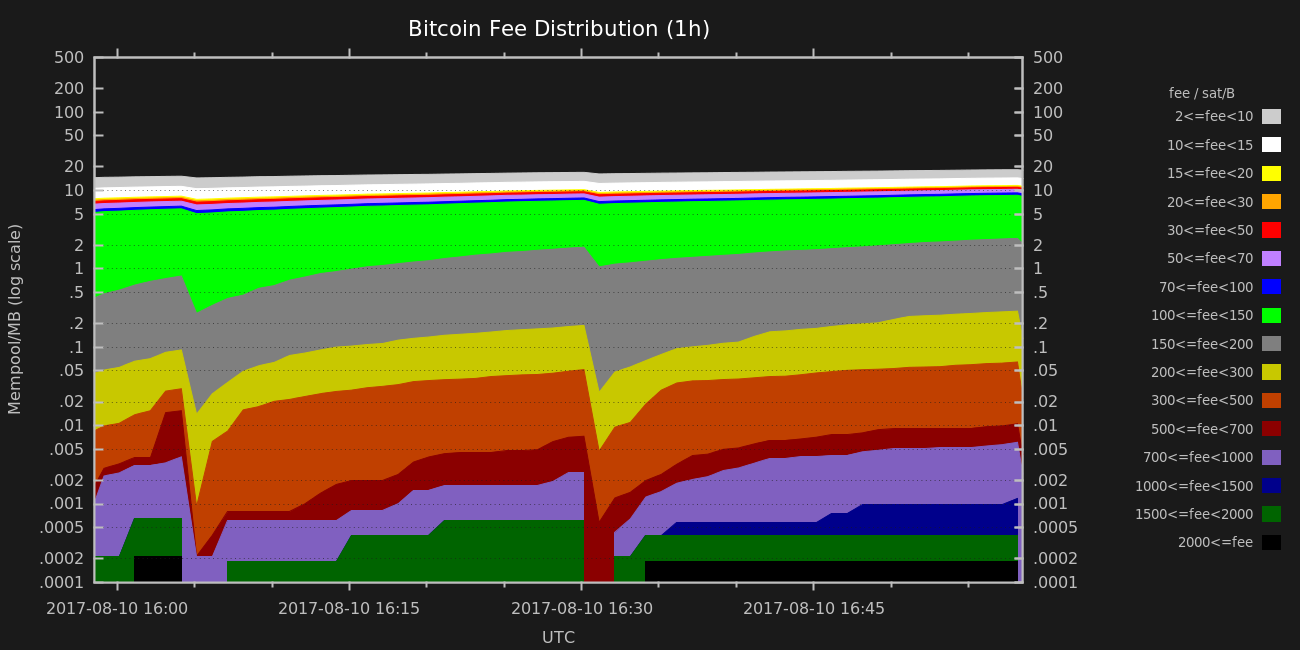 Bitcoin Fee Distribution (1h)
500 500
200 200
100 100
50 50
20 20
10 10
5 5
2 2
1 1
.5 .5
.2 .2
.1 .1
.05 .05
.02 .02
.01 .01
.005 .005
.002 .002
.001 .001
.0005 .0005
.0002 .0002
.0001 .0001
Mempool/MB (log scale)
2017-08-10 16:00 2017-08-10 16:15 2017-08-10 16:30 2017-08-10 16:45
UTC
fee / sat/B
2<=fee<10
10<=fee<15
15<=fee<20
20<=fee<30
30<=fee<50
50<=fee<70
70<=fee<100
100<=fee<150
150<=fee<200
200<=fee<300
300<=fee<500
500<=fee<700
700<=fee<1000
1000<=fee<1500
1500<=fee<2000
2000<=fee